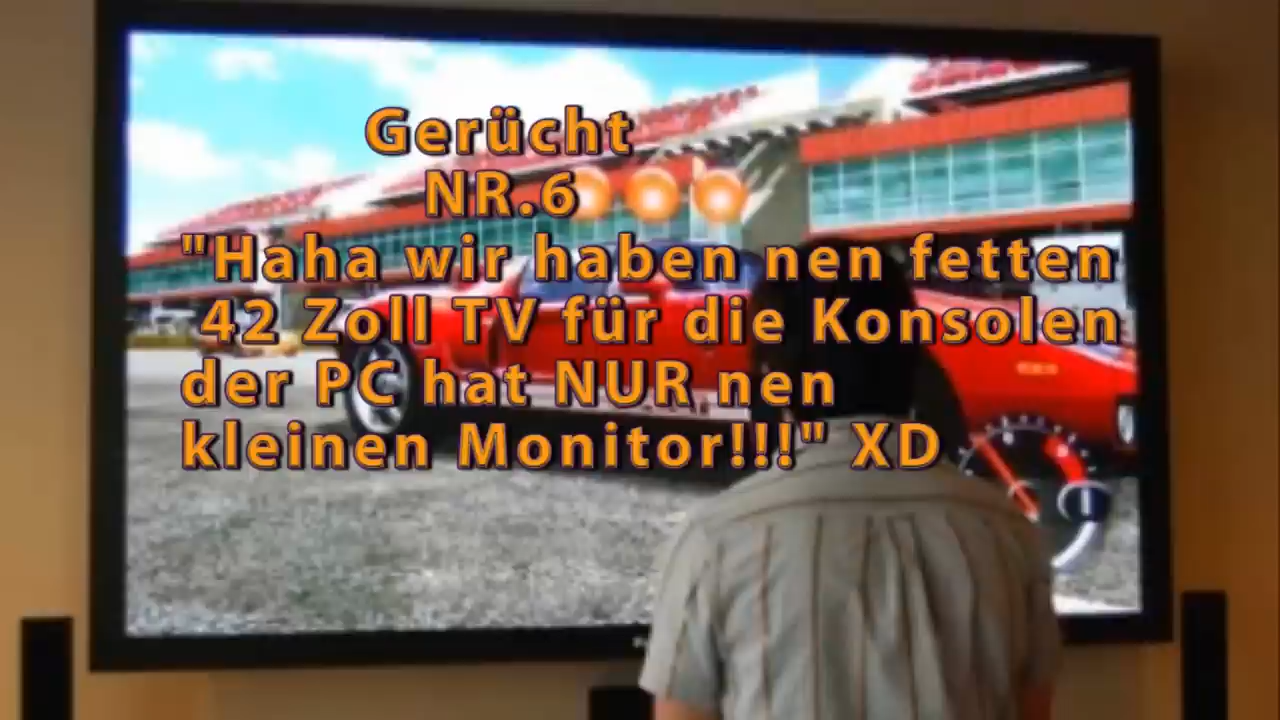 Gerücht
NR.6
"Haha wir haben nen fetten
42 Zoll TV für die Konsolen
der PC hat NUR nen
kleinen Monitor!!!" XD